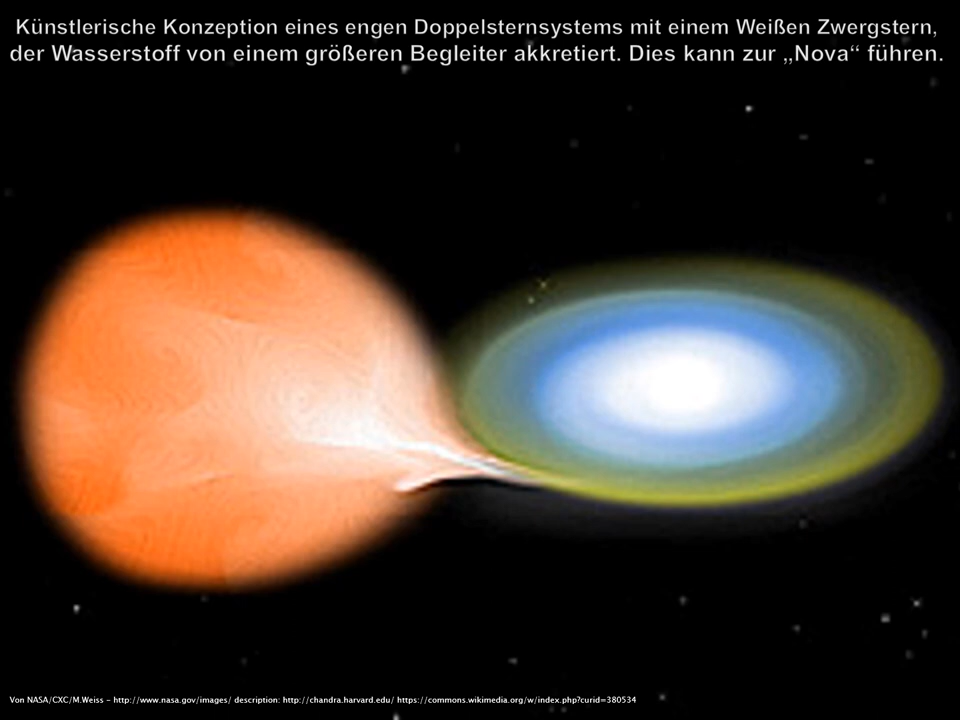 Künstlerische Konzeption eines engen Doppelsternsystems mit einem Weißen Zwergstern,
der Wasserstoff von einem größeren Begleiter akkretiert. Dies kann zur „Nova“ führen.
Von NASA/CXC/M.Weiss - http://www.nasa.gov/images/ description: http://chandra.harvard.edu/ https://commons.wikimedia.org/w/index.php?curid=380534